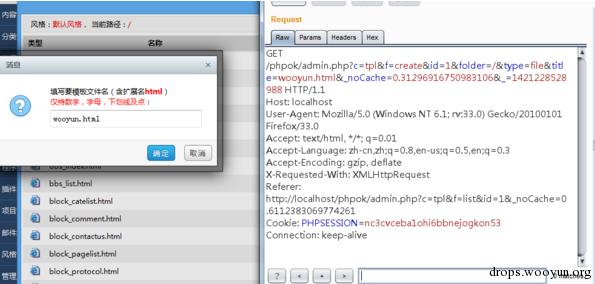 内容
分类
风格：默认风格， 当前路径：/
类型
名称
消息
填写要模板文件名（含扩展名html）
仅持数字，字母，下划线及点：
wooyun.html
确定
取消
bbs_index.html
bbs_list.html
block_catelist.html
block_comment.html
block_contactus.html
block_pagelist.html
block_protocol.html
程序
插件
项目
邮件
风格
管理
Request
Raw
Params
Headers
Hex
GET
/phpok/admin.php?c=tpl&f=create&id=1&folder=/&type=file&titl
e=wooyun.html&_noCache=0.31296916750983106&_=1421228528
988 HTTP/1.1
Host: localhost
User-Agent: Mozilla/5.0 (Windows NT 6.1; rv:33.0) Gecko/20100101
Firefox/33.0
Accept: text/html, */*; q=0.01
Accept-Language: zh-cn,zh;q=0.8,en-us;q=0.5,en;q=0.3
Accept-Encoding: gzip, deflate
X-Requested-With: XMLHttpRequest
Referer:
http://localhost/phpok/admin.php?c=tpl&f=list&id=1&_noCache=0
.6112383069774261
Cookie: PHPSESSION=nc3cvceba1ohi6bbnejogkon53
Connection: keep-alive
?
<
+
>
0 matches
drops.wooyun.org